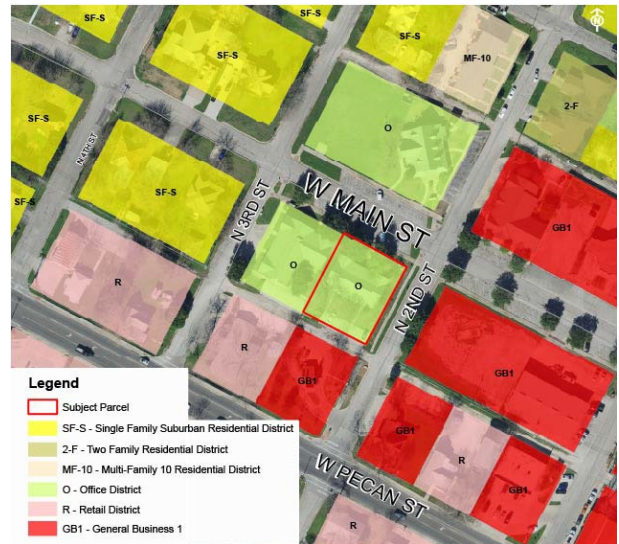 N
SF-S
SF-S
SF-S
MF-10
2-F
SF-S
O
N 4TH ST
SF-S
SF-S
W MAIN ST
GB1
N 3RD ST
O
O
N 2ND ST
R
GB1
R
GB1
GB1
R
GB1
W PECAN ST
R
Legend
Subject Parcel
SF-S - Single Family Suburban Residential District
2-F - Two Family Residential District
MF-10 - Multi-Family 10 Residential District
O - Office District
R - Retail District
GB1 - General Business 1